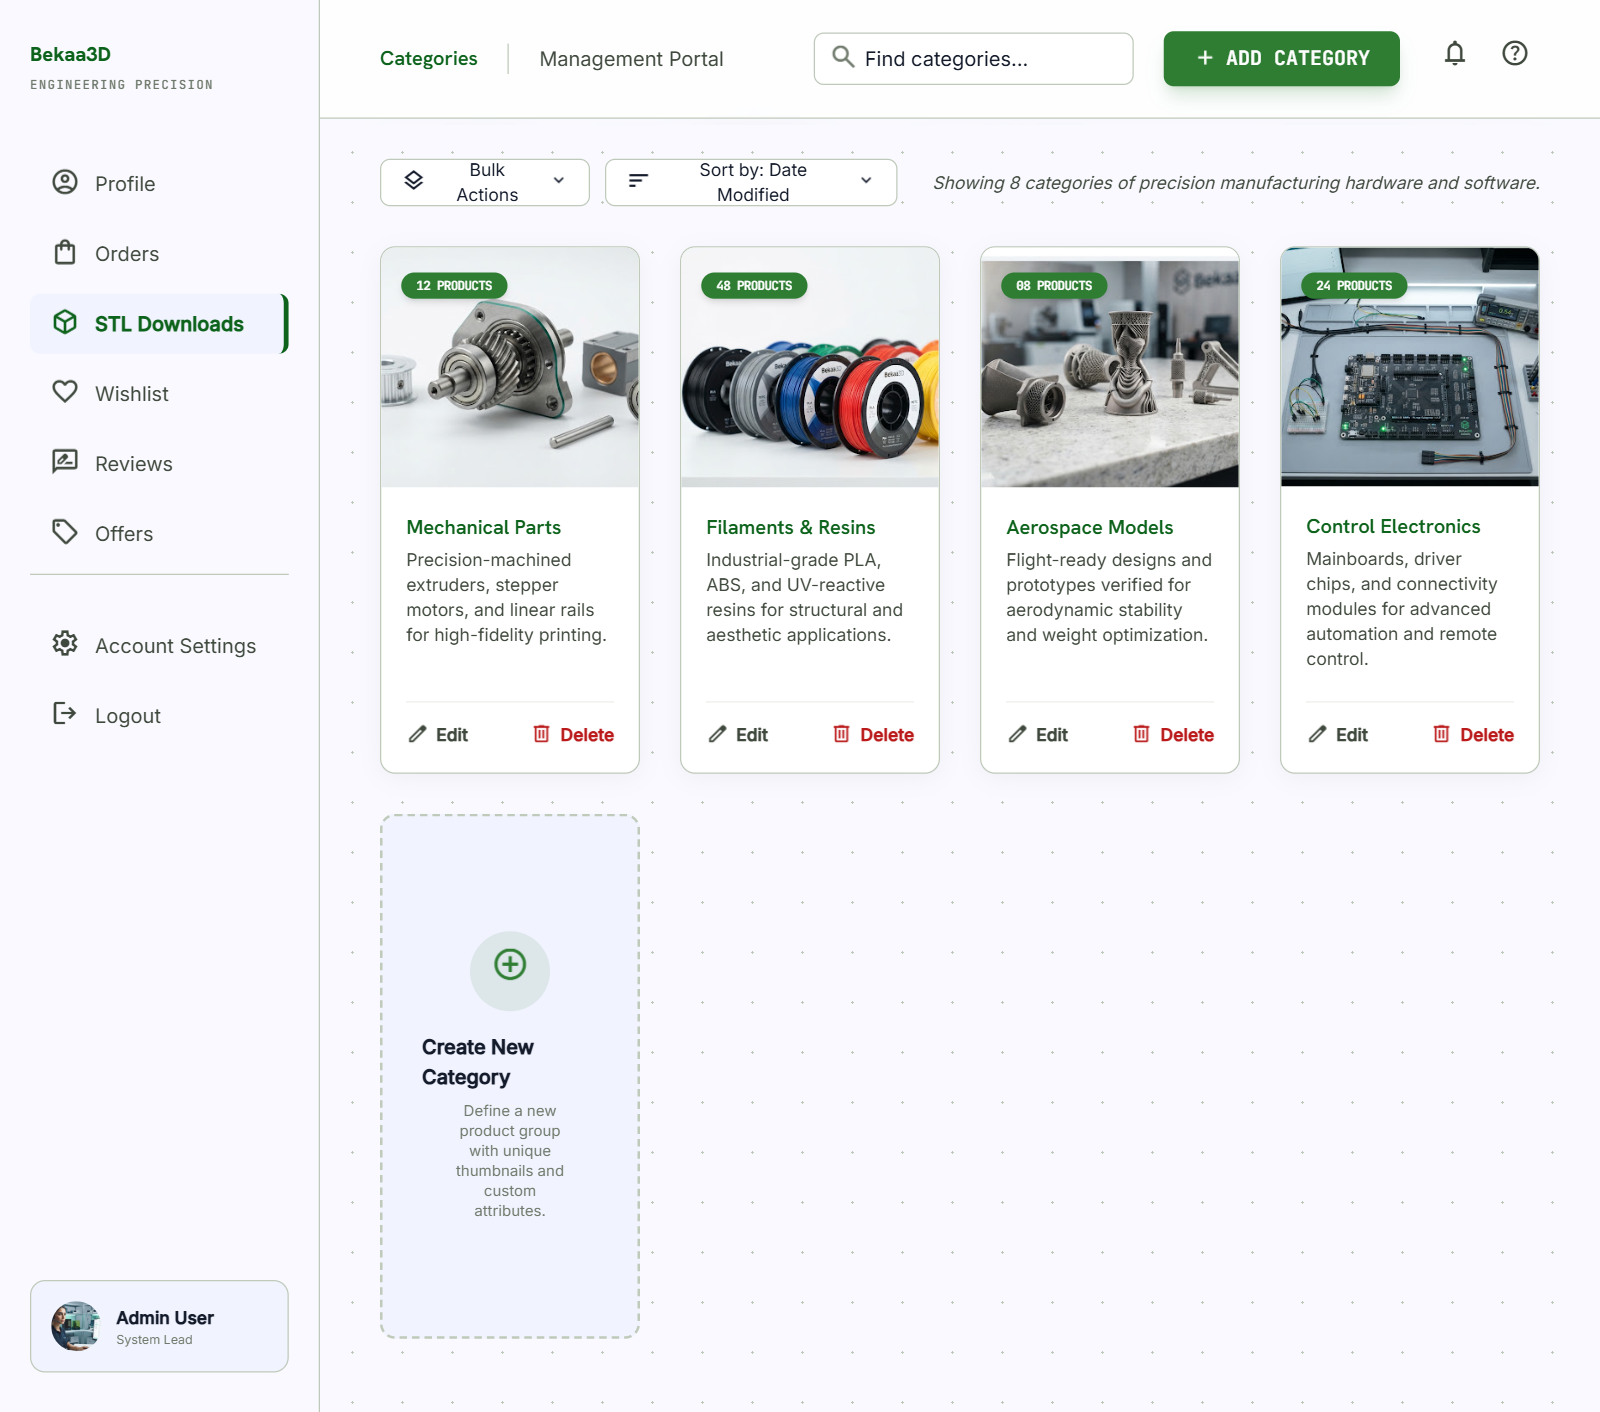 Bekaa3D
ENGINEERING PRECISION
Profile
Orders
STL Downloads
Wishlist
Reviews
Offers
Account Settings
Logout
Admin User
System Lead
Categories
Management Portal
Find categories...
+ ADD CATEGORY
Bulk
Actions
Sort by: Date
Modified
Showing 8 categories of precision manufacturing hardware and software.
12 PRODUCTS
Mechanical Parts
Precision-machined
extruders, stepper
motors, and linear rails
for high-fidelity printing.
Edit
Delete
48 PRODUCTS
Bekaa3D
Filaments & Resins
Industrial-grade PLA,
ABS, and UV-reactive
resins for structural and
aesthetic applications.
Edit
Delete
08 PRODUCTS
Aerospace Models
Flight-ready designs and
prototypes verified for
aerodynamic stability
and weight optimization.
Edit
Delete
24 PRODUCTS
Control Electronics
Mainboards, driver
chips, and connectivity
modules for advanced
automation and remote
control.
Edit
Delete
Create New
Category
Define a new
product group
with unique
thumbnails and
custom
attributes.